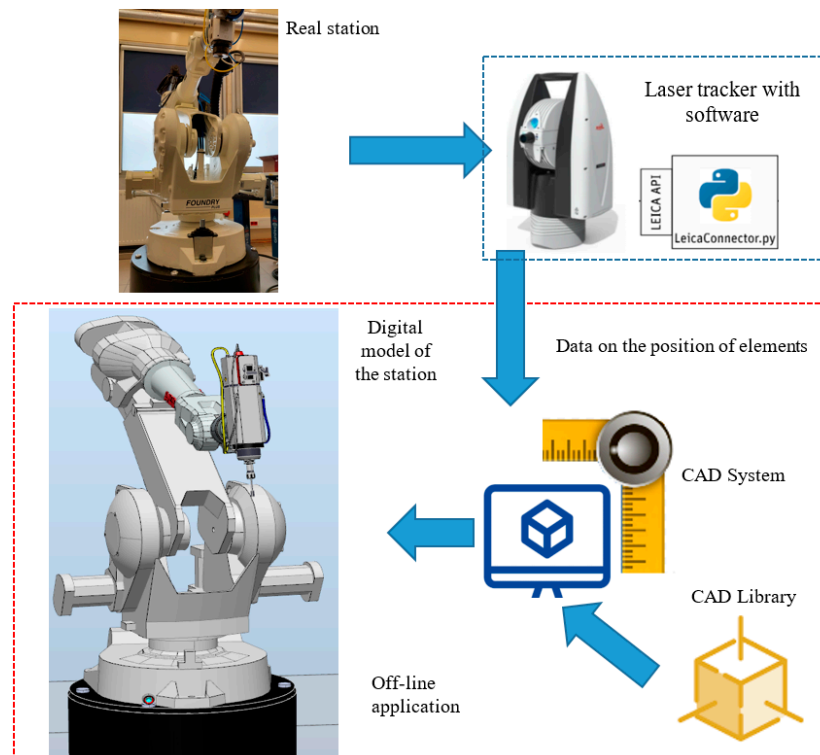 Real station
Laser tracker with
software
FOUNDRY
LEICA API
LeicaConnector.py
Digital
model of
the station
Data on the position of elements
CAD System
CAD Library
Off-line
application